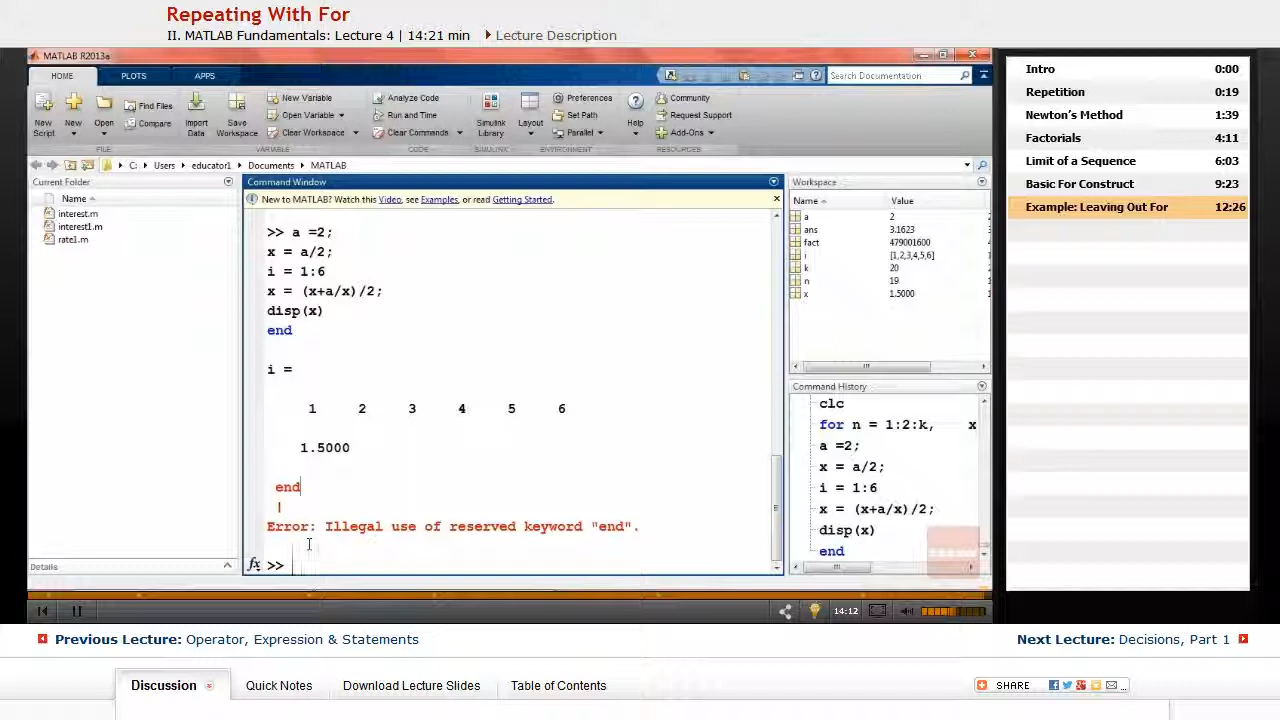 Repeating With For
II. MATLAB Fundamentals: Lecture 4 | 14:21 min
Lecture Description
MATLAB R2013a
HOME
PLOTS
APPS
Search Documentation
New Script
New
Open
Find Files
Compare
Import Data
Save Workspace
New Variable
Open Variable
Clear Workspace
Analyze Code
Run and Time
Clear Commands
Simulink Library
Layout
Preferences
Set Path
Parallel
Help
Community
Request Support
Add-Ons
FILE
VARIABLE
CODE
SIMULINK
ENVIRONMENT
RESOURCES
C: Users educator1 Documents MATLAB
Current Folder
Name
interest.m
interest1.m
rate1.m
Details
Command Window
New to MATLAB? Watch this Video, see Examples, or read Getting Started.
>> a =2;
x = a/2;
i = 1:6
x = (x+a/x)/2;
disp(x)
end
i =
1 2 3 4 5 6
1.5000
end
|
Error: Illegal use of reserved keyword "end".
fx >>
Workspace
Name Value
a 2
ans 3.1623
fact 479001600
i [1,2,3,4,5,6]
k 20
n 19
x 1.5000
Command History
clc
for n = 1:2:k, x
a =2;
x = a/2;
i = 1:6
x = (x+a/x)/2;
disp(x)
end
14:12
Intro 0:00
Repetition 0:19
Newton's Method 1:39
Factorials 4:11
Limit of a Sequence 6:03
Basic For Construct 9:23
Example: Leaving Out For 12:26
Previous Lecture: Operator, Expression & Statements
Next Lecture: Decisions, Part 1
Discussion
Quick Notes
Download Lecture Slides
Table of Contents
SHARE